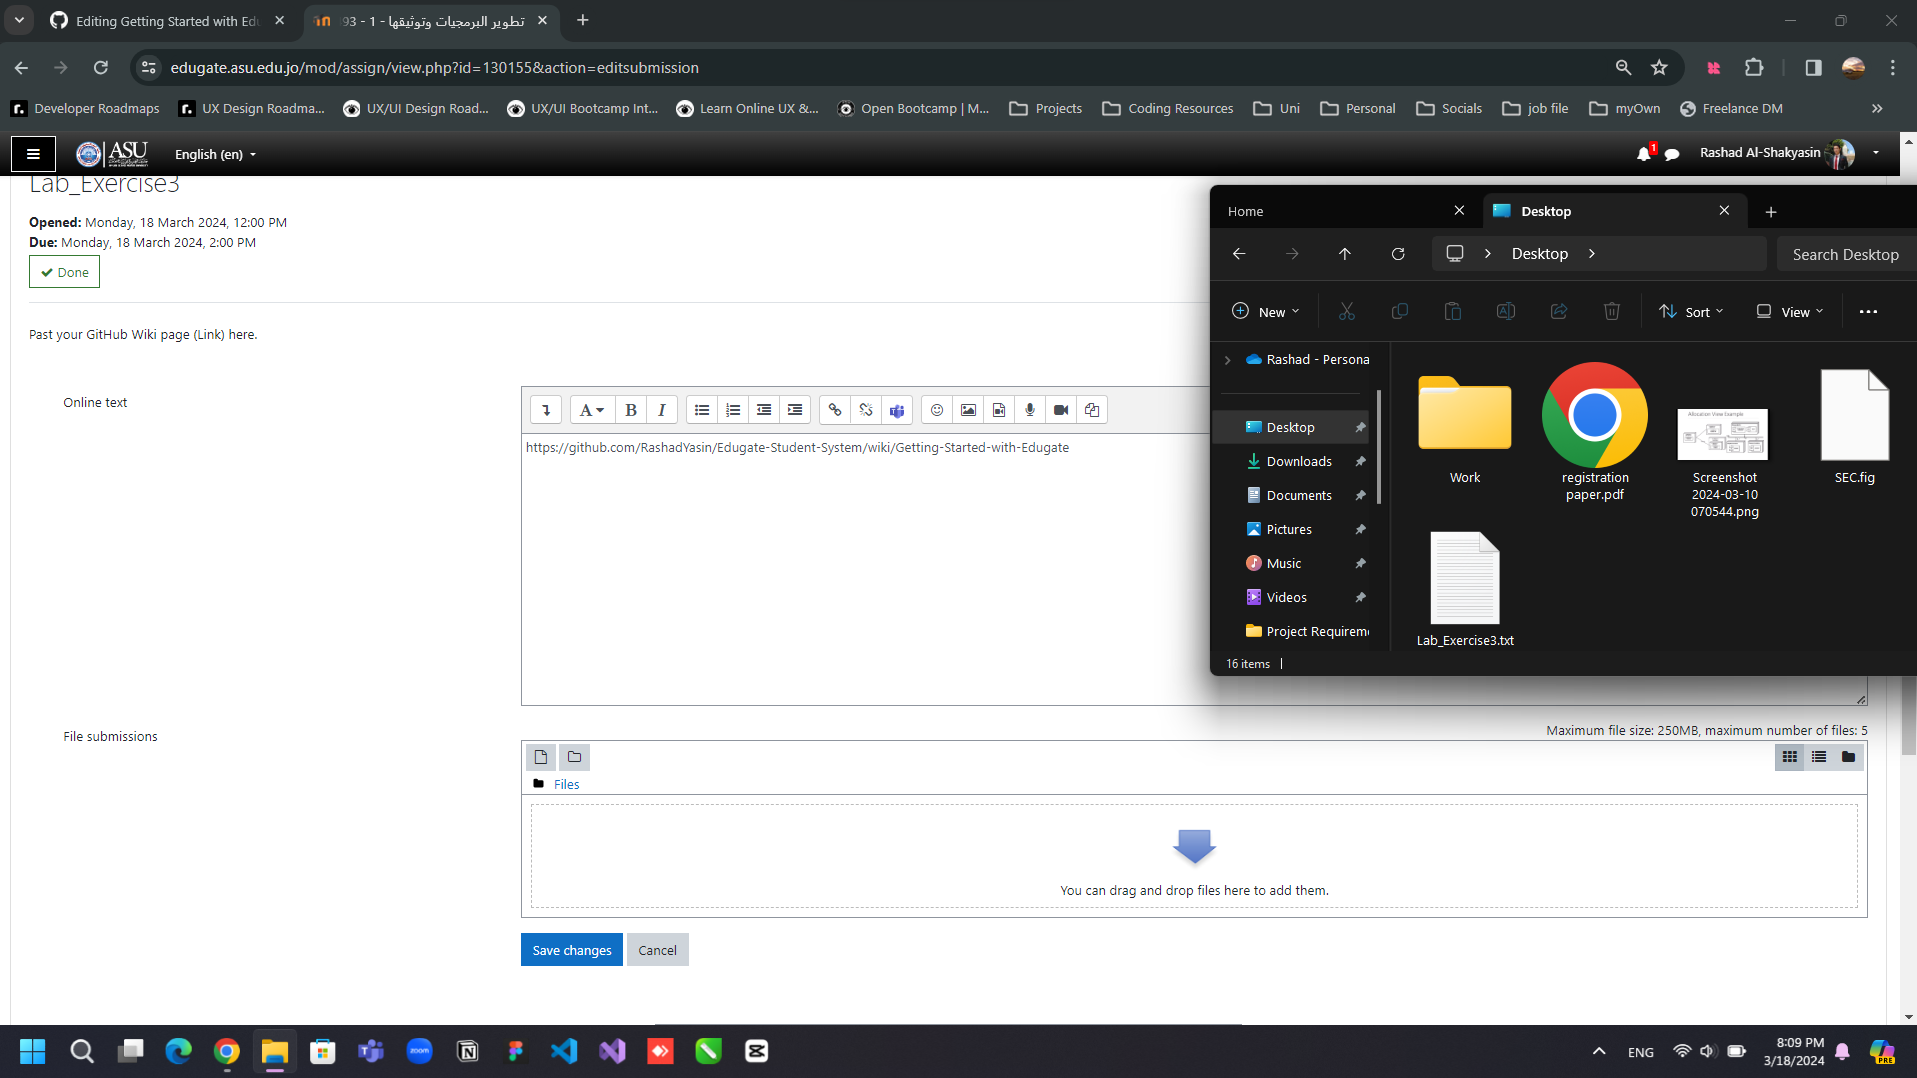 Editing Getting Started with Edu
تطوير البرمجيات وتوثيقها - 1 - 93
edugate.asu.edu.jo/mod/assign/view.php?id=130155&action=editsubmission
Developer Roadmaps
UX Design Roadma...
UX/UI Design Road...
UX/UI Bootcamp Int...
Learn Online UX &...
Open Bootcamp | M...
Projects
Coding Resources
Uni
Personal
Socials
job file
myOwn
Freelance DM
»
ASU
English (en)
1
Rashad Al-Shakyasin
Lab_Exercise3
Opened: Monday, 18 March 2024, 12:00 PM
Due: Monday, 18 March 2024, 2:00 PM
Done
Past your GitHub Wiki page (Link) here.
Online text
A
B
I
https://github.com/RashadYasin/Edugate-Student-System/wiki/Getting-Started-with-Edugate
Home
Desktop
Desktop
Search Desktop
New
Sort
View
Rashad - Persona
Desktop
Downloads
Documents
Pictures
Music
Videos
Project Requirem
Work
registration
paper.pdf
Allocation View Example
Screenshot
2024-03-10
070544.png
SEC.fig
Lab_Exercise3.txt
16 items
File submissions
Maximum file size: 250MB, maximum number of files: 5
Files
You can drag and drop files here to add them.
Save changes
Cancel
zoom
ENG
8:09 PM
3/18/2024
PRE